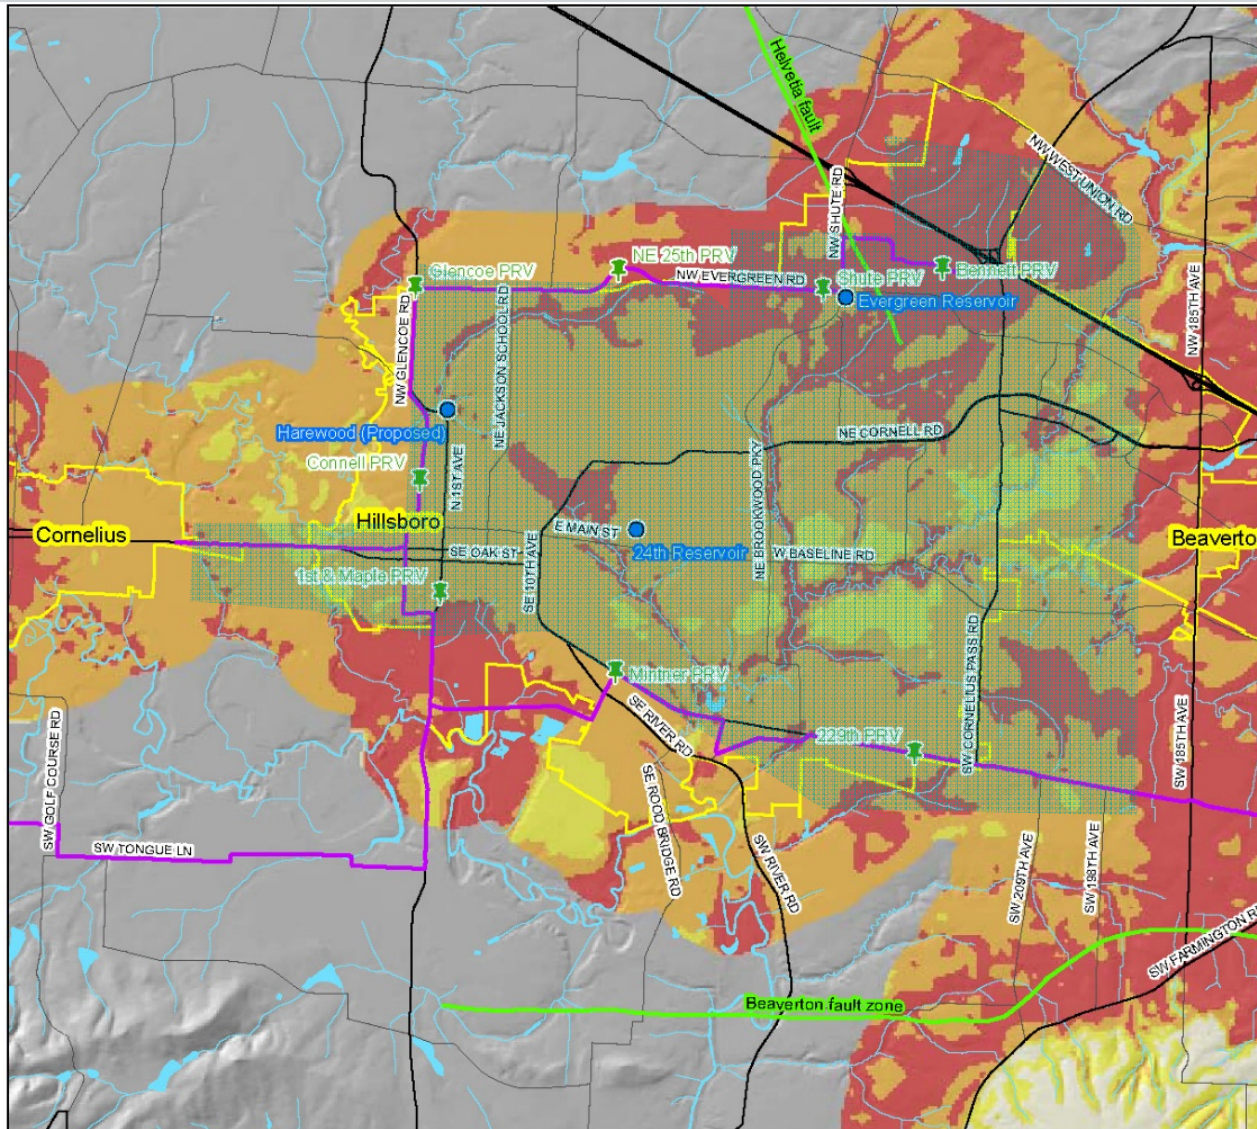 Helvetia fault
NW WEST UNION RD
NW SHUTE RD
NE 25th PRV
Glencoe PRV
NW EVERGREEN RD
Shute PRV
Bennett PRV
Evergreen Reservoir
NW 185TH AVE
NW GLENCOE RD
NE JACKSON SCHOOL RD
Harewood (Proposed)
NE CORNELL RD
Connell PRV
N 1ST AVE
NE BROOKWOOD PKY
Hillsboro
Cornelius
E MAIN ST
24th Reservoir
W BASELINE RD
Beaverto
SE OAK ST
SE 10TH AVE
1st & Maple PRV
Mintner PRV
SW CORNELIUS PASS RD
SE RIVER RD
229th PRV
SW 185TH AVE
SW GOLF COURSE RD
SW TONGUE LN
SE ROOD BRIDGE RD
SW RIVER RD
SW 209TH AVE
SW 198TH AVE
SW FARMINGTON R
Beaverton fault zone